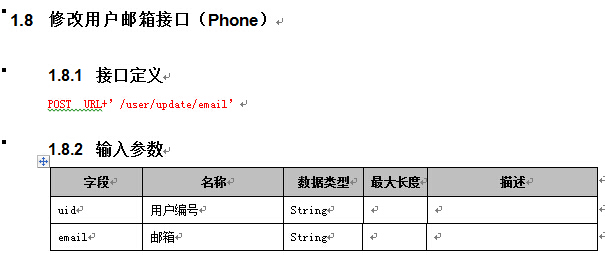 1.8 修改用户邮箱接口（Phone）
1.8.1 接口定义
POST URL+’/user/update/email’
1.8.2 输入参数
字段 名称 数据类型 最大长度 描述
uid 用户编号 String
email 邮箱 String